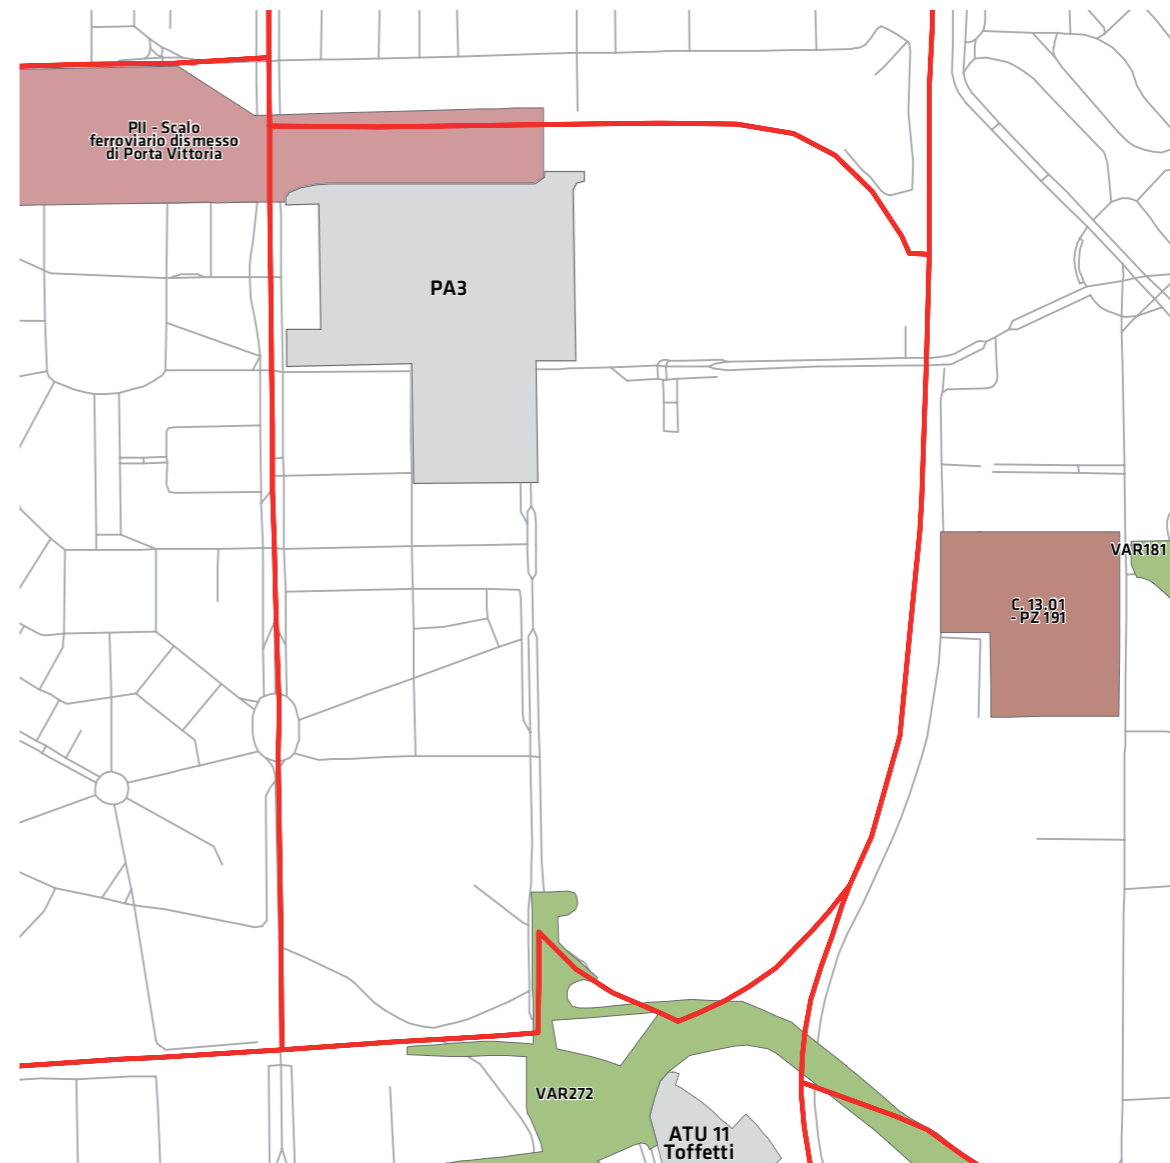 PII - Scalo
ferroviario dismesso
di Porta Vittoria
PA3
VAR181
C. 13.01
- PZ 191
VAR272
ATU 11
Toffetti